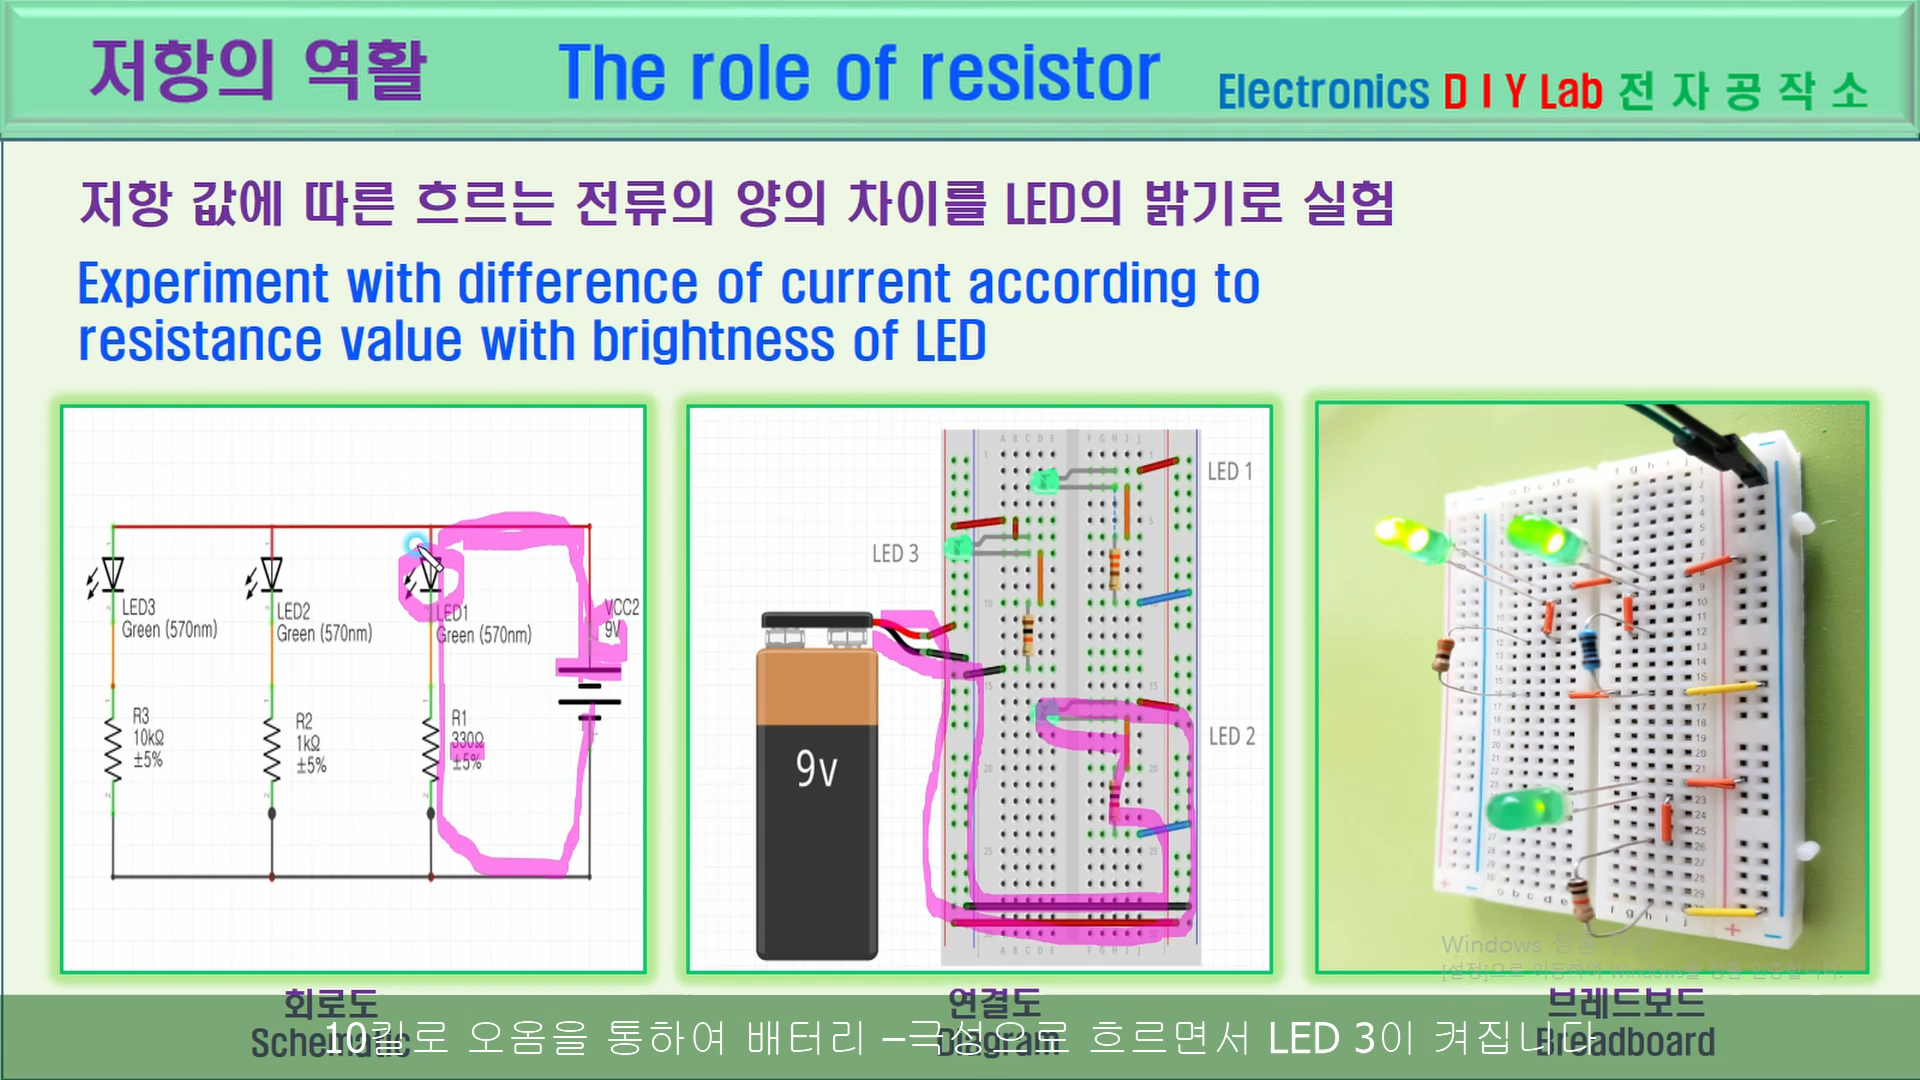 저항의 역활
The role of resistor
Electronics D I Y Lab 전 자 공 작 소
저항 값에 따른 흐르는 전류의 양의 차이를 LED의 밝기로 실험
Experiment with difference of current according to
resistance value with brightness of LED
LED3
Green (570nm)
LED2
Green (570nm)
LED1
Green (570nm)
VCC2
9V
R3
10kΩ
±5%
R2
1kΩ
±5%
R1
330Ω
±5%
LED 1
LED 3
LED 2
9v
회로도
Schematic
연결도
Diagram
브레드보드
Breadboard
Windows
10킬로 오옴을 통하여 배터리 –극성으로 흐르면서 LED 3이 켜집니다